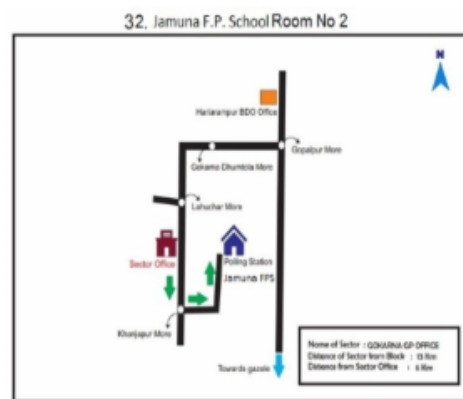 32. Jamuna F.P. School Room No 2
N
Harirampur BDO Office
Gopalpur More
Gokarna Dhumtola More
Lahuchar More
Sector Office
Polling Station
Jamuna FPS
Khanjapur More
Towards gazole
Name of Sector : GOKARNA GP OFFICE
Distance of Sector from Block : 15 Km
Distance from Sector Office : 6 Km